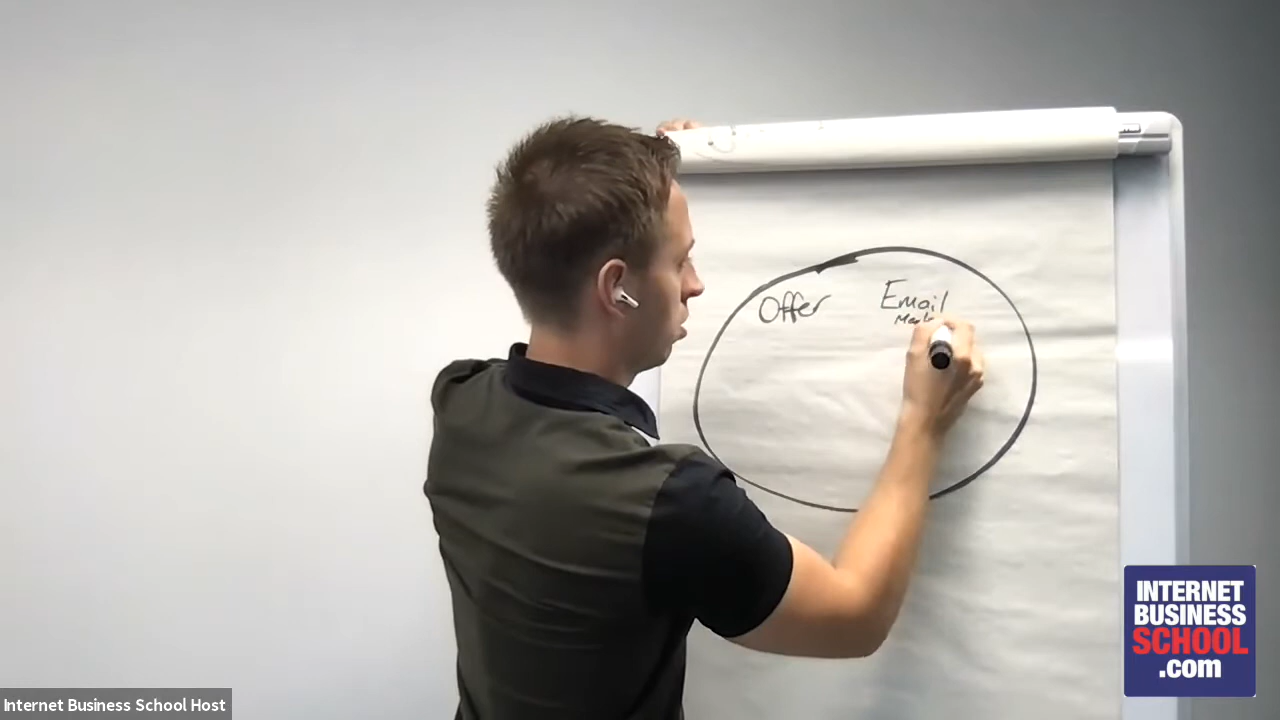 Offer
Email
INTERNET
BUSINESS
SCHOOL
.com
Internet Business School Host